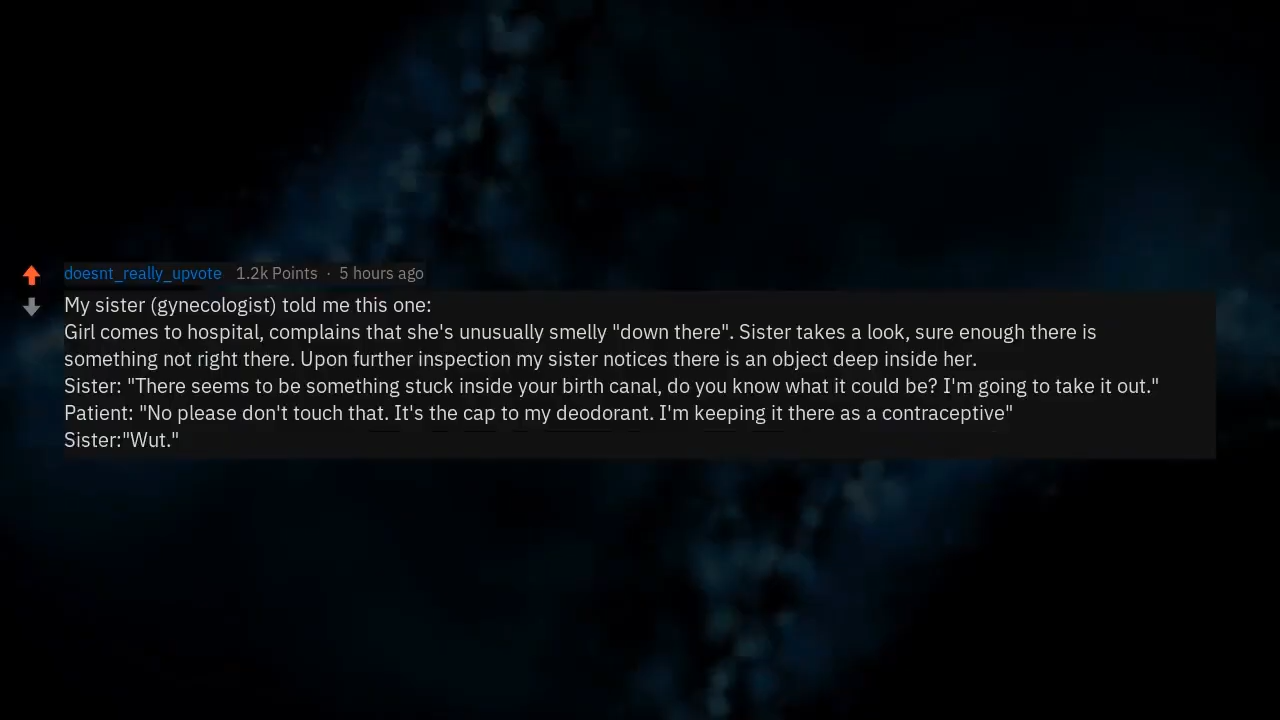 doesnt_really_upvote 1.2k Points · 5 hours ago
My sister (gynecologist) told me this one:
Girl comes to hospital, complains that she's unusually smelly "down there". Sister takes a look, sure enough there is
something not right there. Upon further inspection my sister notices there is an object deep inside her.
Sister: "There seems to be something stuck inside your birth canal, do you know what it could be? I'm going to take it out."
Patient: "No please don't touch that. It's the cap to my deodorant. I'm keeping it there as a contraceptive"
Sister:"Wut."